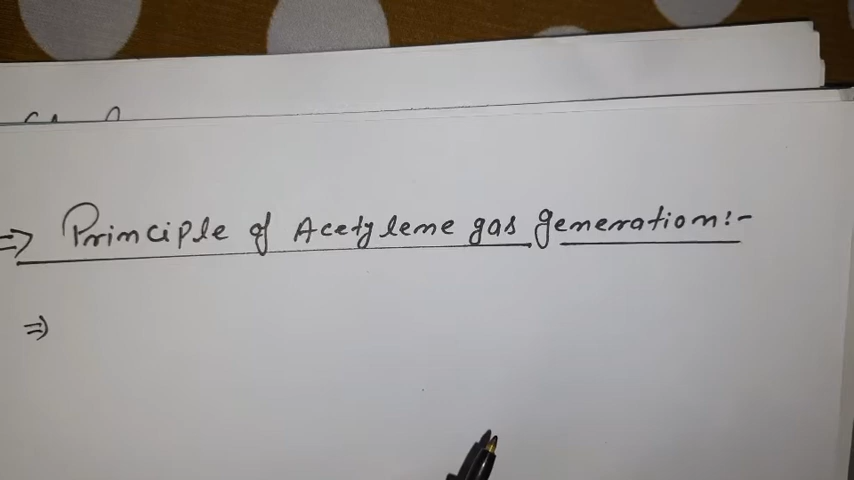 => Principle of Acetylene gas generation:-
=>